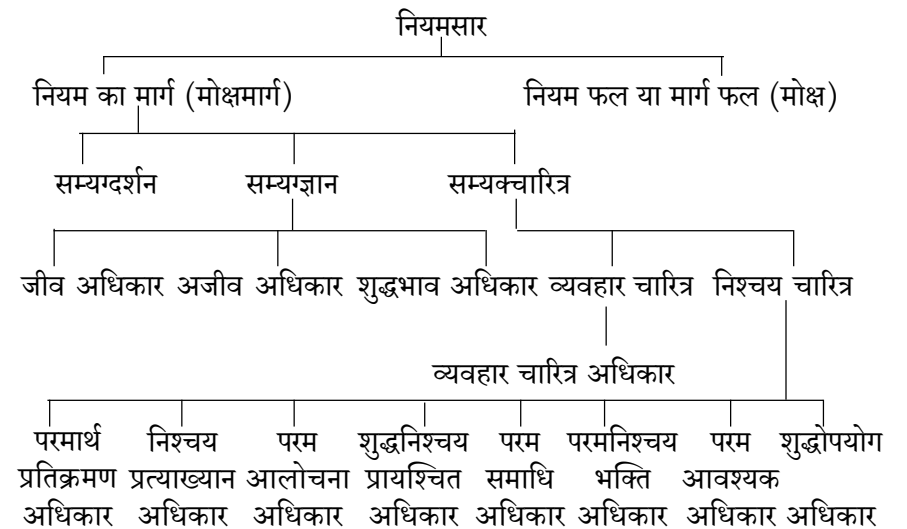 नियमसार
नियम का मार्ग (मोक्षमार्ग) नियम फल या मार्ग फल (मोक्ष)
सम्यग्दर्शन सम्यग्ज्ञान सम्यक्चारित्र
जीव अधिकार अजीव अधिकार शुद्धभाव अधिकार व्यवहार चारित्र निश्चय चारित्र
व्यवहार चारित्र अधिकार
परमार्थ निश्चय परम शुद्धनिश्चय परम परमनिश्चय परम शुद्धोपयोग
प्रतिक्रमण प्रत्याख्यान आलोचना प्रायश्चित समाधि भक्ति आवश्यक
अधिकार अधिकार अधिकार अधिकार अधिकार अधिकार अधिकार अधिकार